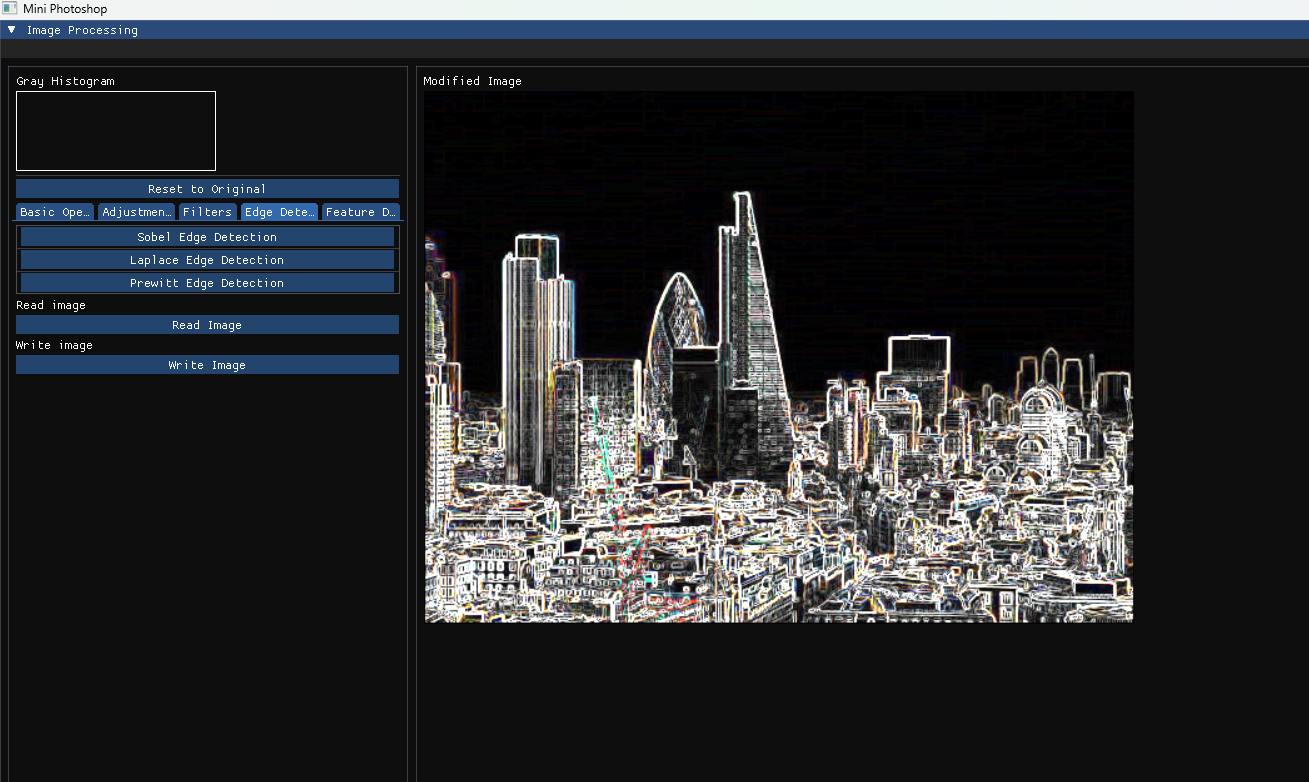 Mini Photoshop
▼ Image Processing
Gray Histogram
Reset to Original
Basic Ope… Adjustmen… Filters Edge Dete… Feature D…
Sobel Edge Detection
Laplace Edge Detection
Prewitt Edge Detection
Read image
Read Image
Write image
Write Image
Modified Image